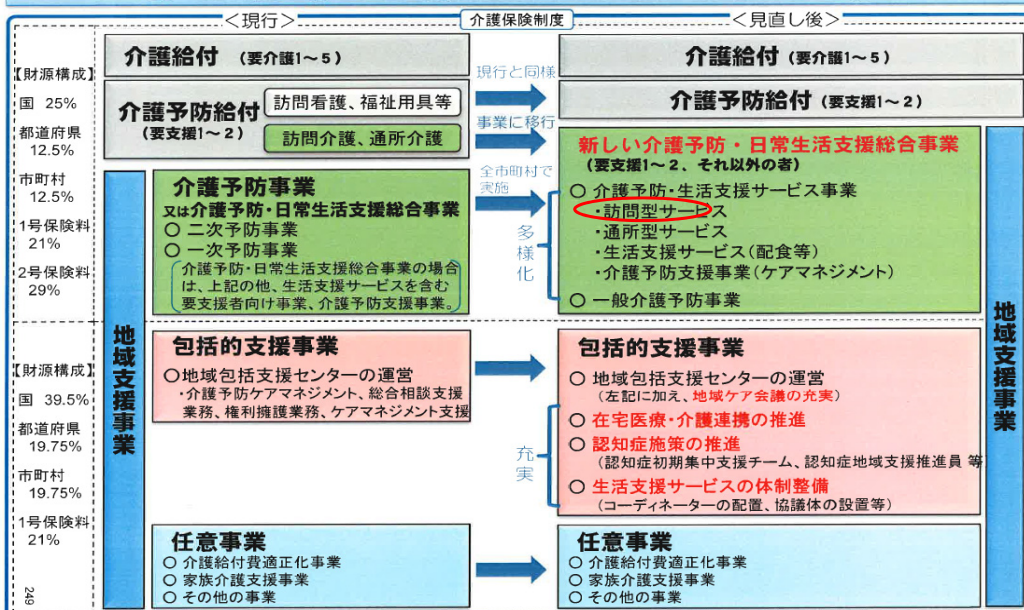 介護保険制度
＜現行＞
＜見直し後＞
【財源構成】
国 25%
都道府県
12.5%
市町村
12.5%
1号保険料
21%
2号保険料
29%
【財源構成】
国 39.5%
都道府県
19.75%
市町村
19.75%
1号保険料
21%
249
介護給付 (要介護1～5)
介護予防給付
(要支援1～2)
訪問看護、福祉用具等
訪問介護、通所介護
地域支援事業
介護予防事業
又は介護予防・日常生活支援総合事業
○ 二次予防事業
○ 一次予防事業
介護予防・日常生活支援総合事業の場合
は、上記の他、生活支援サービスを含む
要支援者向け事業、介護予防支援事業。
包括的支援事業
○地域包括支援センターの運営
・介護予防ケアマネジメント、総合相談支援
業務、権利擁護業務、ケアマネジメント支援
任意事業
○ 介護給付費適正化事業
○ 家族介護支援事業
○ その他の事業
現行と同様
事業に移行
全市町村で
実施
多様化
充実
介護給付 (要介護1～5)
介護予防給付 (要支援1～2)
新しい介護予防・日常生活支援総合事業
(要支援1～2、それ以外の者)
○ 介護予防・生活支援サービス事業
・訪問型サービス
・通所型サービス
・生活支援サービス(配食等)
・介護予防支援事業(ケアマネジメント)
○ 一般介護予防事業
包括的支援事業
○ 地域包括支援センターの運営
(左記に加え、地域ケア会議の充実)
○ 在宅医療・介護連携の推進
○ 認知症施策の推進
(認知症初期集中支援チーム、認知症地域支援推進員 等
○ 生活支援サービスの体制整備
(コーディネーターの配置、協議体の設置等)
任意事業
○ 介護給付費適正化事業
○ 家族介護支援事業
○ その他の事業
地域支援事業